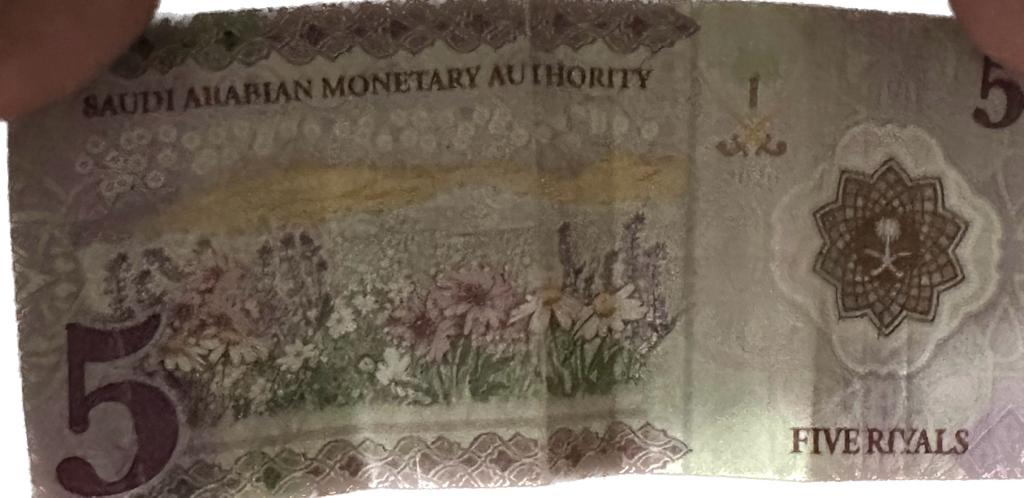 SAUDI ARABIAN MONETARY AUTHORITY
5
5
FIVE RIYALS